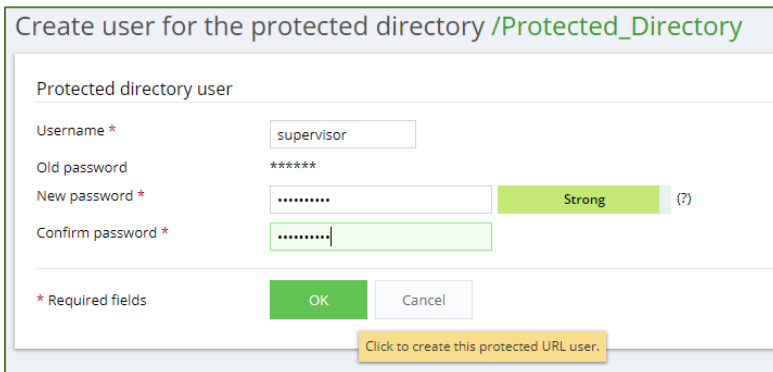 Create user for the protected directory /Protected_Directory
Protected directory user
Username *
supervisor
Old password
******
New password *
••••••••••
Strong
(?)
Confirm password *
••••••••••
* Required fields
OK
Cancel
Click to create this protected URL user.